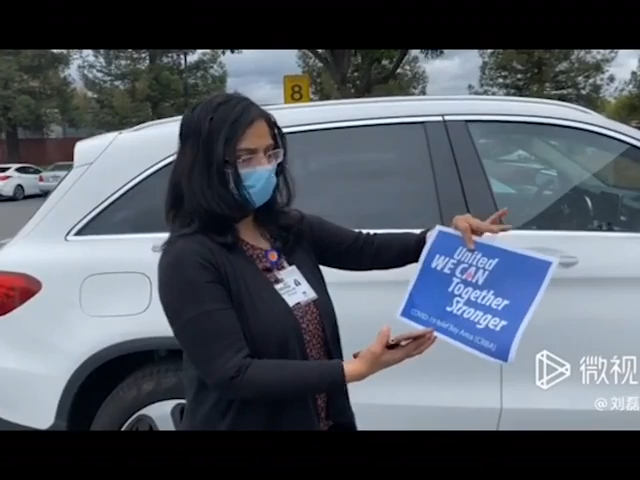 8
United
WE CAN
Together
Stronger
COVID-19 Relief Bay Area (CRBA)
微视
@刘磊